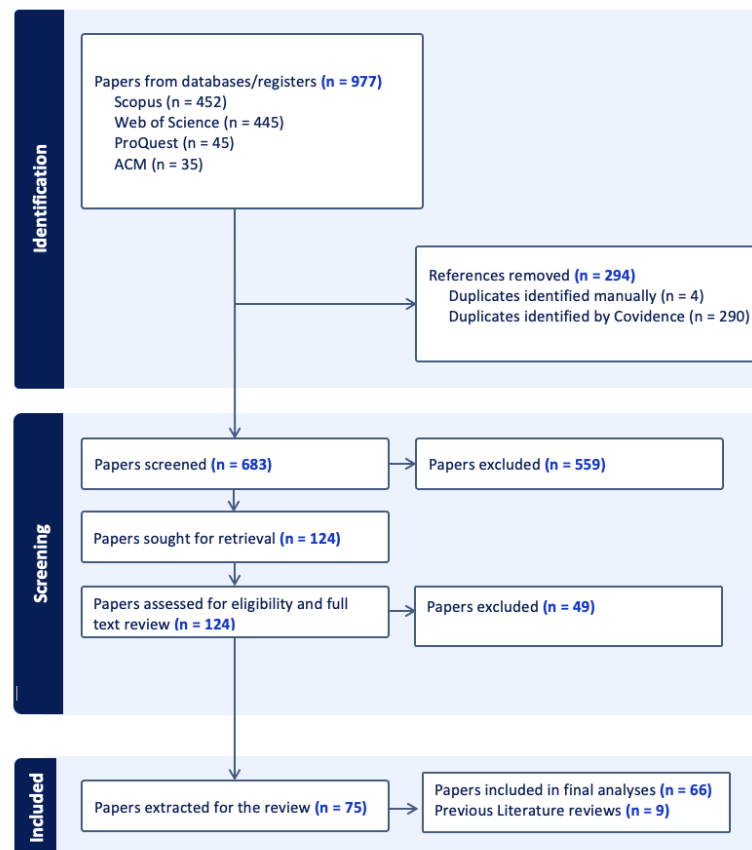 Identification
Papers from databases/registers (n = 977)
Scopus (n = 452)
Web of Science (n = 445)
ProQuest (n = 45)
ACM (n = 35)
References removed (n = 294)
Duplicates identified manually (n = 4)
Duplicates identified by Covidence (n = 290)
Screening
Papers screened (n = 683)
Papers excluded (n = 559)
Papers sought for retrieval (n = 124)
Papers assessed for eligibility and full
text review (n = 124)
Papers excluded (n = 49)
Included
Papers extracted for the review (n = 75)
Papers included in final analyses (n = 66)
Previous Literature reviews (n = 9)